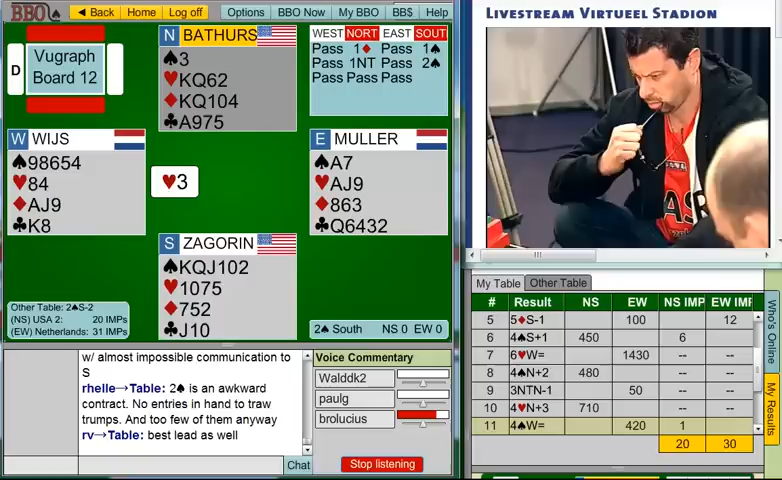 BBO Back Home Log off Options BBO Now My BBO BB$ Help
LIVESTREAM VIRTUEEL STADION
D
Vugraph
Board 12
N BATHURS
♠3
♥KQ62
♦KQ104
♣A975
WEST NORT EAST SOUT
Pass 1♦ Pass 1♠
Pass 1NT Pass 2♠
Pass Pass Pass
W WIJS
♠98654
♥84
♦AJ9
♣K8
♥3
E MULLER
♠A7
♥AJ9
♦863
♣Q6432
S ZAGORIN
♠KQJ102
♥1075
♦752
♣J10
Other Table: 2♠S-2
(NS) USA 2: 20 IMPs
(EW) Netherlands: 31 IMPs
2♠ South NS 0 EW 0
w/ almost impossible communication to
S
rhelle→Table: 2♠ is an awkward
contract. No entries in hand to traw
trumps. And too few of them anyway
rv→Table: best lead as well
Chat
Voice Commentary
Walddk2
paulg
brolucius
Stop listening
My Table Other Table
# Result NS EW NS IMP EW IMF
5 5♦S-1 100 12
6 4♠S+1 450 6
7 6♥W= 1430 --  --
8 4♠N+2 480 -- --
9 3NTN-1 50 -- --
10 4♥N+3 710 -- --
11 4♠W= 420 1
20 30
Who's Online
My Results